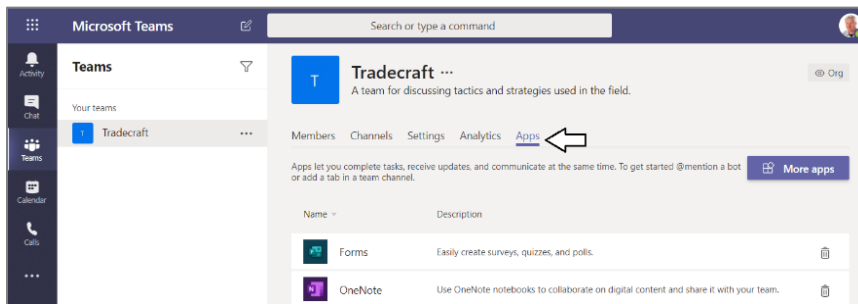 Microsoft Teams
Search or type a command
Activity
Chat
Teams
Calendar
Calls
Teams
Your teams
T
Tradecraft
T
Tradecraft
A team for discussing tactics and strategies used in the field.
Org
Members Channels Settings Analytics Apps
Apps let you complete tasks, receive updates, and communicate at the same time. To get started @mention a bot
or add a tab in a team channel.
More apps
Name Description
Forms Easily create surveys, quizzes, and polls.
N OneNote Use OneNote notebooks to collaborate on digital content and share it with your team.